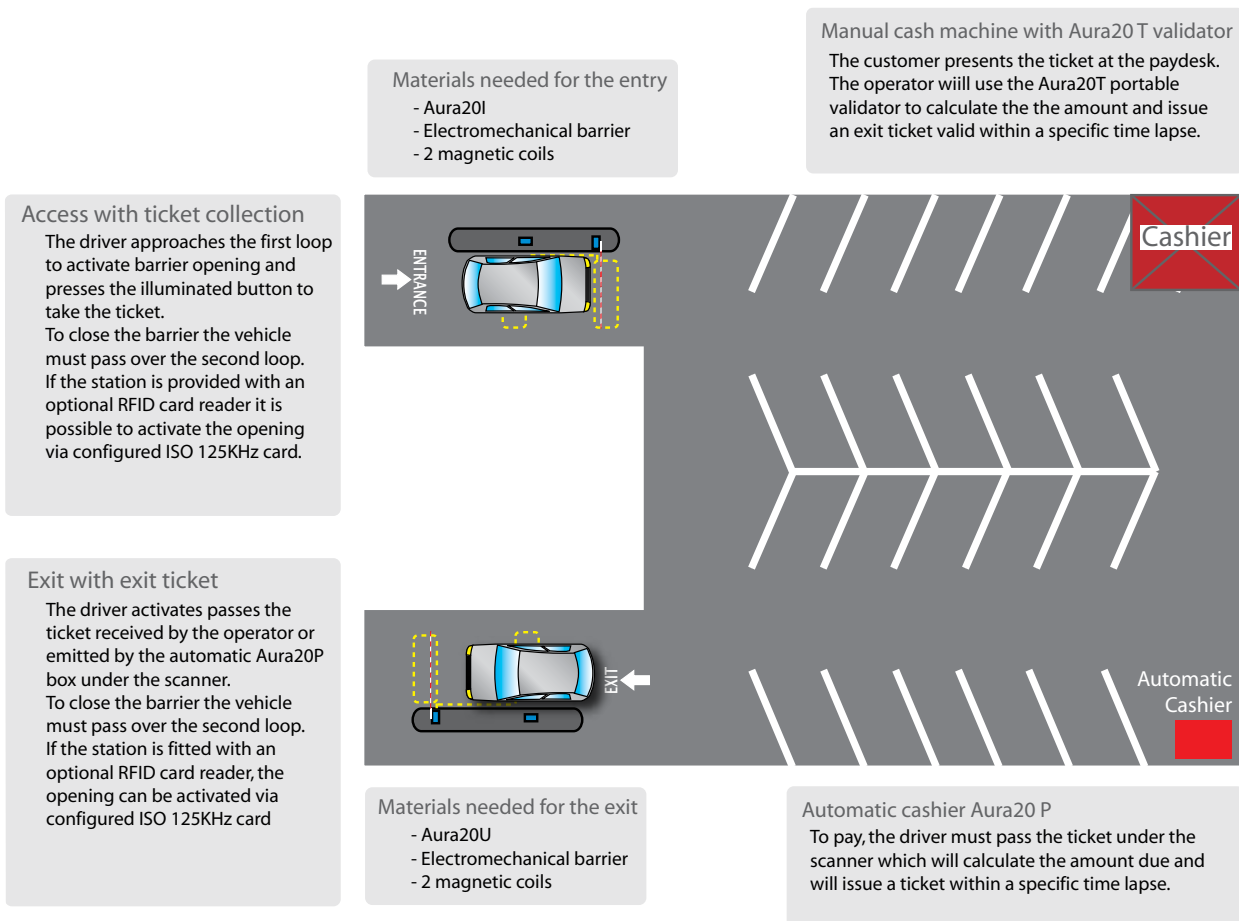 Manual cash machine with Aura20 T validator
The customer presents the ticket at the paydesk.
The operator wiill use the Aura20T portable
validator to calculate the the amount and issue
an exit ticket valid within a specific time lapse.
Materials needed for the entry
- Aura20I
- Electromechanical barrier
- 2 magnetic coils
Access with ticket collection
The driver approaches the first loop
to activate barrier opening and
presses the illuminated button to
take the ticket.
To close the barrier the vehicle
must pass over the second loop.
If the station is provided with an
optional RFID card reader it is
possible to activate the opening
via configured ISO 125KHz card.
ENTRANCE
Cashier
Exit with exit ticket
The driver activates passes the
ticket received by the operator or
emitted by the automatic Aura20P
box under the scanner.
To close the barrier the vehicle
must pass over the second loop.
If the station is fitted with an
optional RFID card reader, the
opening can be activated via
configured ISO 125KHz card
EXIT
Automatic
Cashier
Materials needed for the exit
- Aura20U
- Electromechanical barrier
- 2 magnetic coils
Automatic cashier Aura20 P
To pay, the driver must pass the ticket under the
scanner which will calculate the amount due and
will issue a ticket within a specific time lapse.